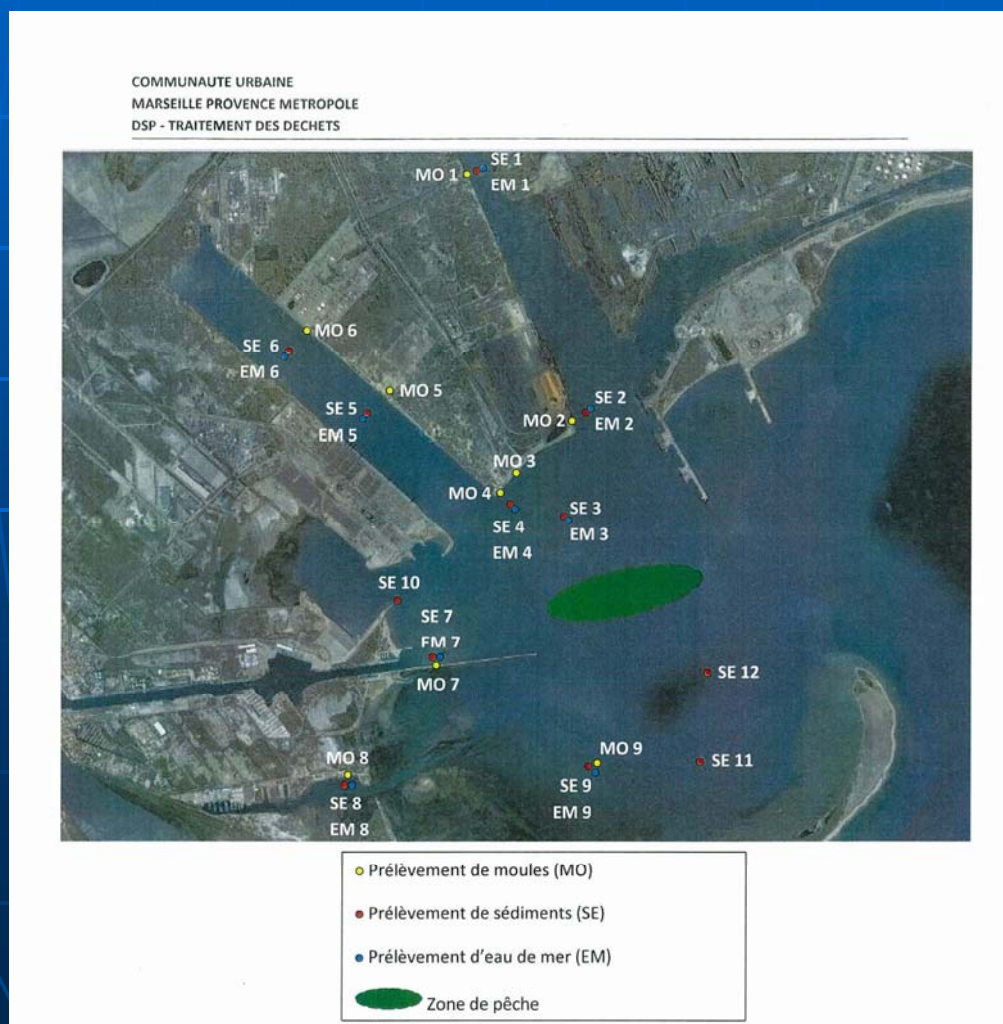 COMMUNAUTE URBAINE
MARSEILLE PROVENCE METROPOLE
DSP - TRAITEMENT DES DECHETS
SE 1
MO 1
EM 1
MO 6
SE 6
EM 6
MO 5
SE 5
EM 5
SE 2
MO 2
EM 2
MO 3
MO 4
SE 3
SE 4
EM 3
EM 4
SE 10
SE 7
EM 7
MO 7
SE 12
MO 8
MO 9
SE 11
SE 9
SE 8
EM 9
EM 8
Prélèvement de moules (MO)
Prélèvement de sédiments (SE)
Prélèvement d'eau de mer (EM)
Zone de pêche